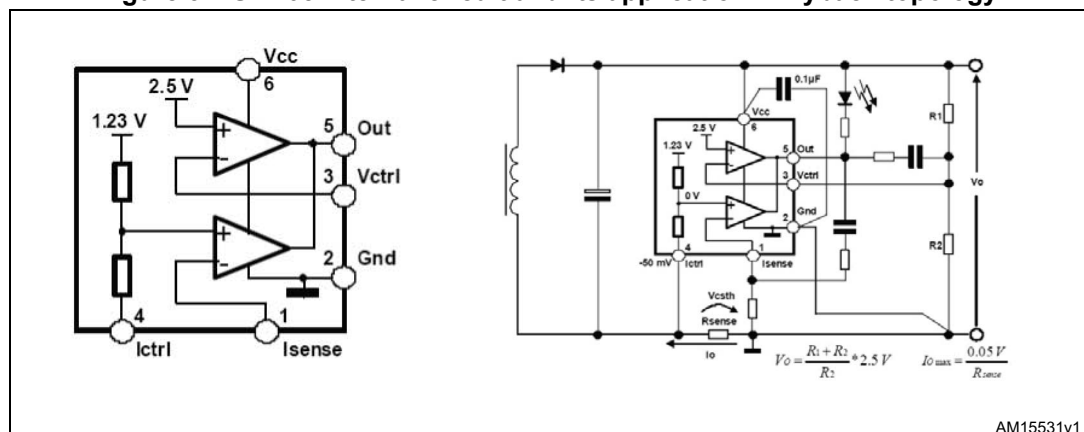 Vcc
6
2.5 V
1.23 V
5
Out
3
Vctrl
2
Gnd
4
Ictrl
1
Isense
0.1µF
Vcc
6
2.5 V
1.23 V
5
Out
3
Vctrl
0 V
Gnd
2
4
1
-50 mV
Ictrl
Isense
R1
Vo
R2
Vcsth
Rsense
Io
VO = R1 + R2 / R2 * 2.5 V
IO max = 0.05 V / Rsense
AM15531v1